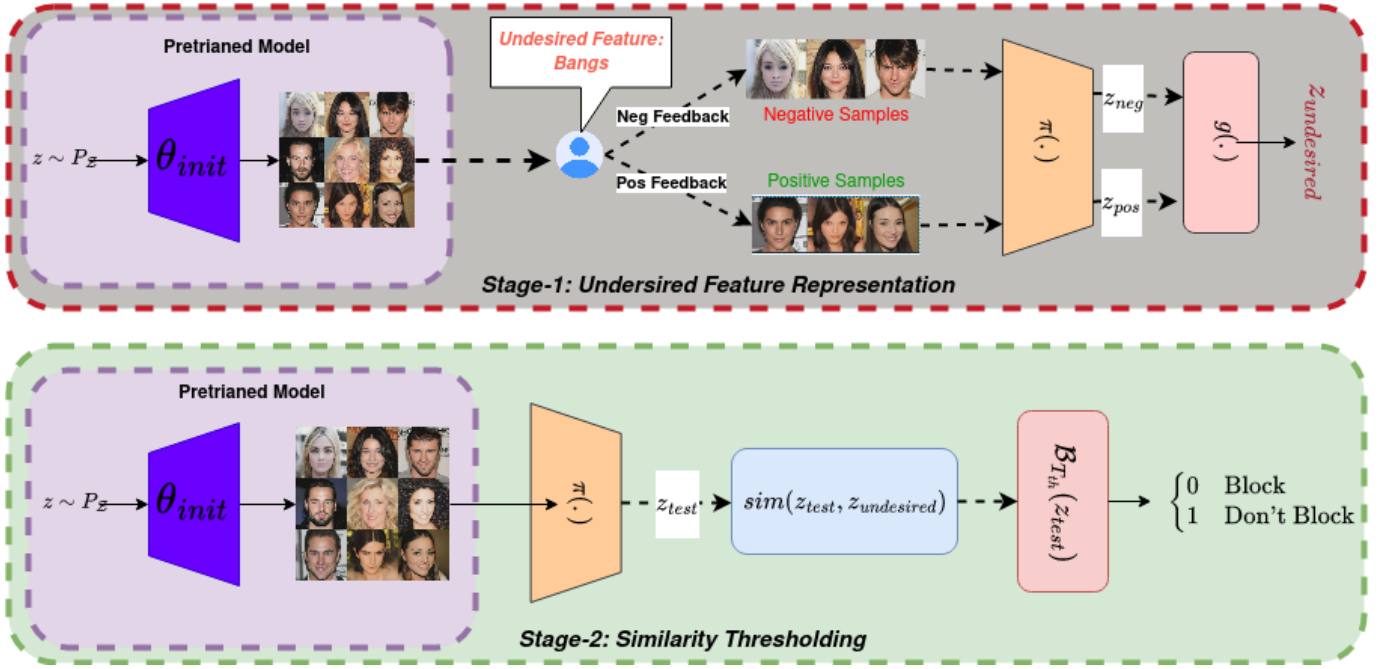 Pretrianed Model
z ∼ P_Z
θ_init
Undesired Feature:
Bangs
Neg Feedback
Pos Feedback
Negative Samples
Positive Samples
π(.)
z_neg
z_pos
g(.)
z_undesired
Stage-1: Undersired Feature Representation
Pretrianed Model
z ∼ P_Z
θ_init
π(.)
z_test
sim(z_test, z_undesired)
B_{T_th}(z_test)
{0 Block
1 Don't Block
Stage-2: Similarity Thresholding